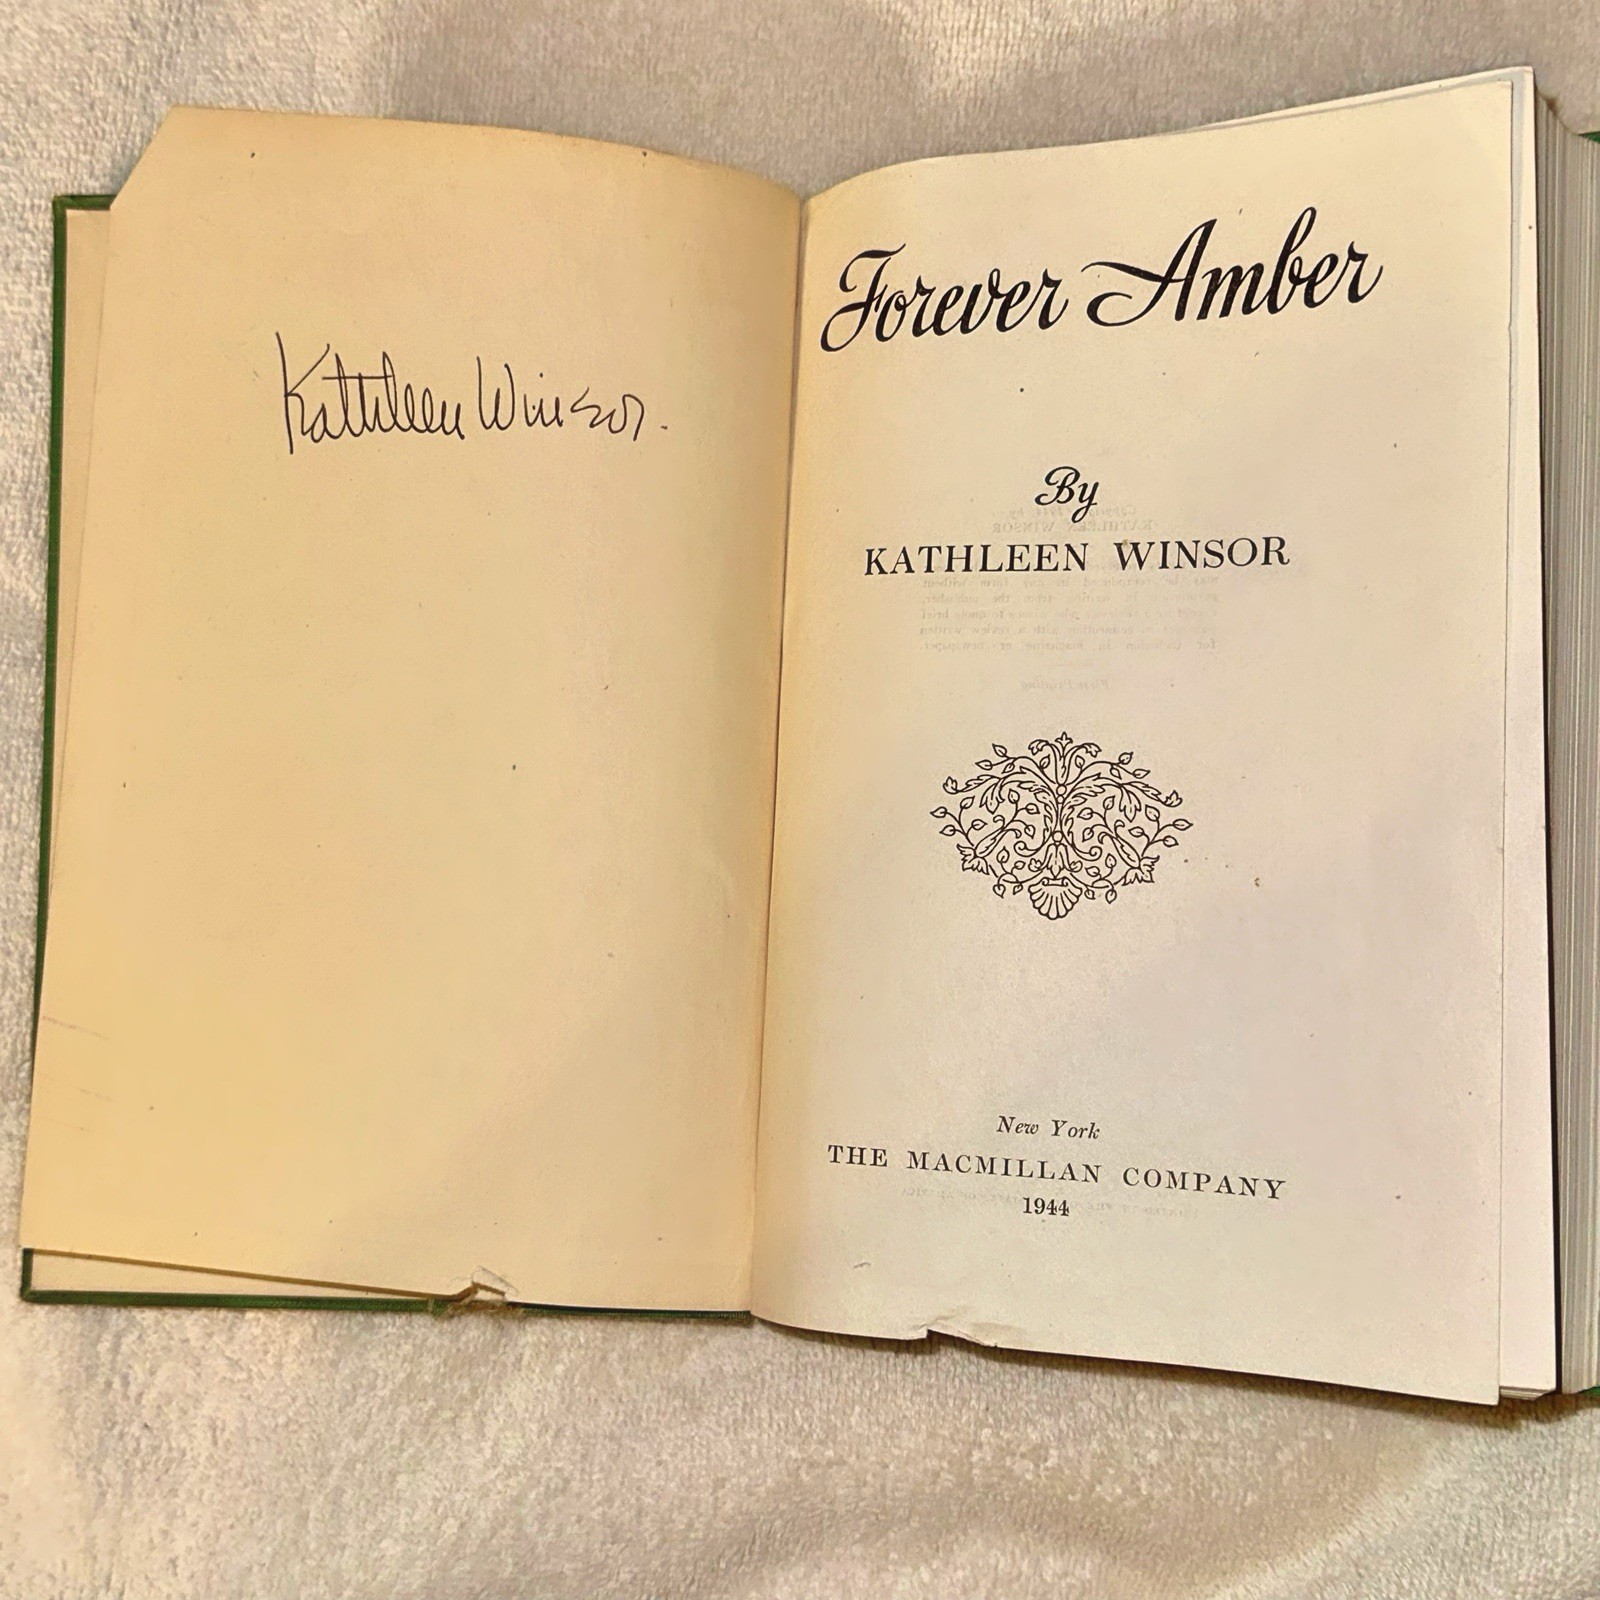 Kathleen Winsor.
Forever Amber
By
KATHLEEN WINSOR
New York
THE MACMILLAN COMPANY
1944